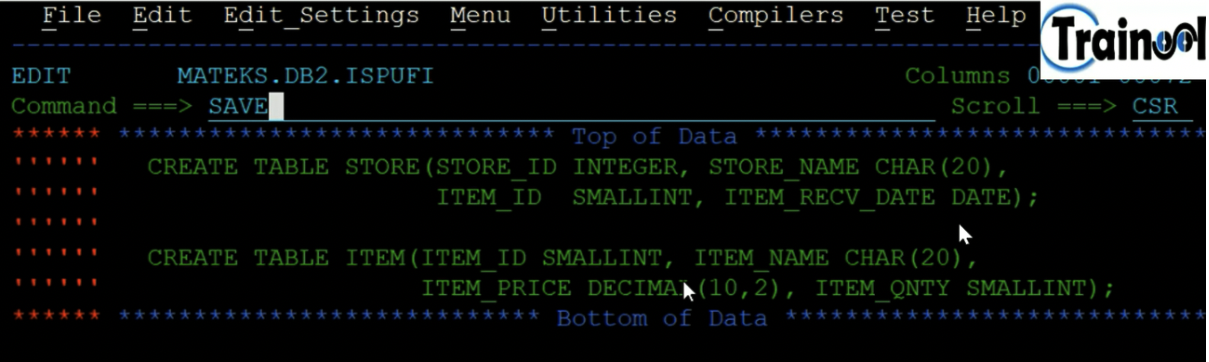 File Edit Edit_Settings Menu Utilities Compilers Test Help
Trainool
EDIT MATEKS.DB2.ISPUFI Columns
Command ===> SAVE Scroll ===> CSR
****** ***************************** Top of Data ******************************
'''''' CREATE TABLE STORE(STORE_ID INTEGER, STORE_NAME CHAR(20),
'''''' ITEM_ID SMALLINT, ITEM_RECV_DATE DATE);
''''''
'''''' CREATE TABLE ITEM(ITEM_ID SMALLINT, ITEM_NAME CHAR(20),
'''''' ITEM_PRICE DECIMAL(10,2), ITEM_QNTY SMALLINT);
****** **************************** Bottom of Data ****************************